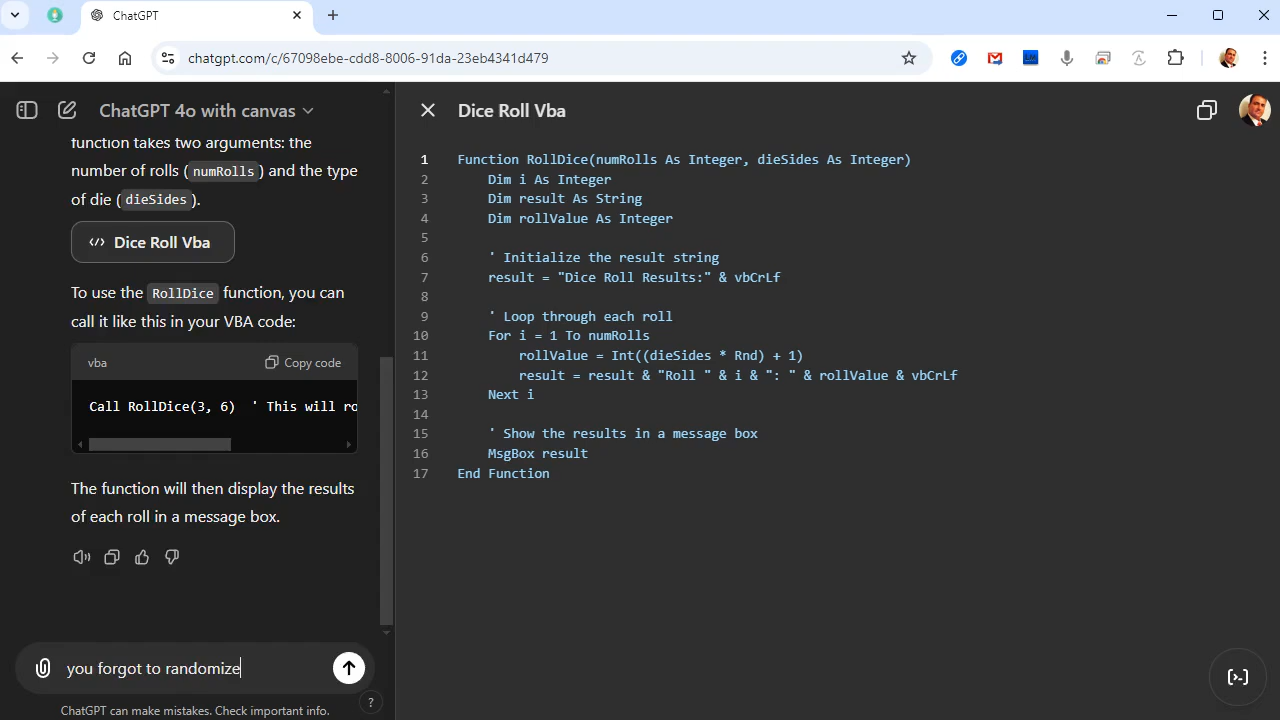 ChatGPT
chatgpt.com/c/67098ebe-cdd8-8006-91da-23eb4341d479
ChatGPT 4o with canvas
function takes two arguments: the
number of rolls (numRolls) and the type
of die (dieSides).
Dice Roll Vba
To use the RollDice function, you can
call it like this in your VBA code:
vba
Copy code
Call RollDice(3, 6)  ' This will ro
The function will then display the results
of each roll in a message box.
you forgot to randomize
ChatGPT can make mistakes. Check important info.
?
Dice Roll Vba
1 Function RollDice(numRolls As Integer, dieSides As Integer)
2 Dim i As Integer
3 Dim result As String
4 Dim rollValue As Integer
5
6 ' Initialize the result string
7 result = "Dice Roll Results:" & vbCrLf
8
9 ' Loop through each roll
10 For i = 1 To numRolls
11 rollValue = Int((dieSides * Rnd) + 1)
12 result = result & "Roll " & i & ": " & rollValue & vbCrLf
13 Next i
14
15 ' Show the results in a message box
16 MsgBox result
17 End Function